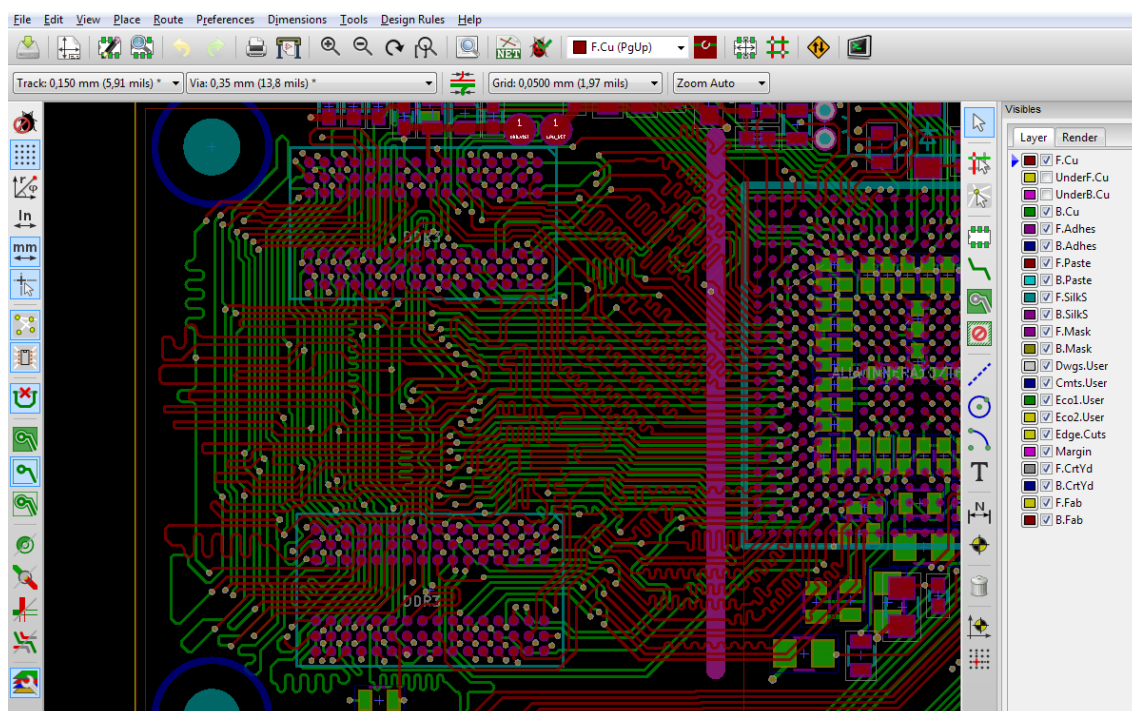 File Edit View Place Route Preferences Dimensions Tools Design Rules Help
NET F.Cu (PgUp)
Track: 0,150 mm (5,91 mils) * Via: 0,35 mm (13,8 mils) * Grid: 0,0500 mm (1,97 mils) Zoom Auto
Visibles
Layer Render
F.Cu
UnderF.Cu
UnderB.Cu
B.Cu
F.Adhes
B.Adhes
F.Paste
B.Paste
F.SilkS
B.SilkS
F.Mask
B.Mask
Dwgs.User
Cmts.User
Eco1.User
Eco2.User
Edge.Cuts
Margin
F.CrtYd
B.CrtYd
F.Fab
B.Fab
In
mm
1 1
DDR3
DDR3
T
N